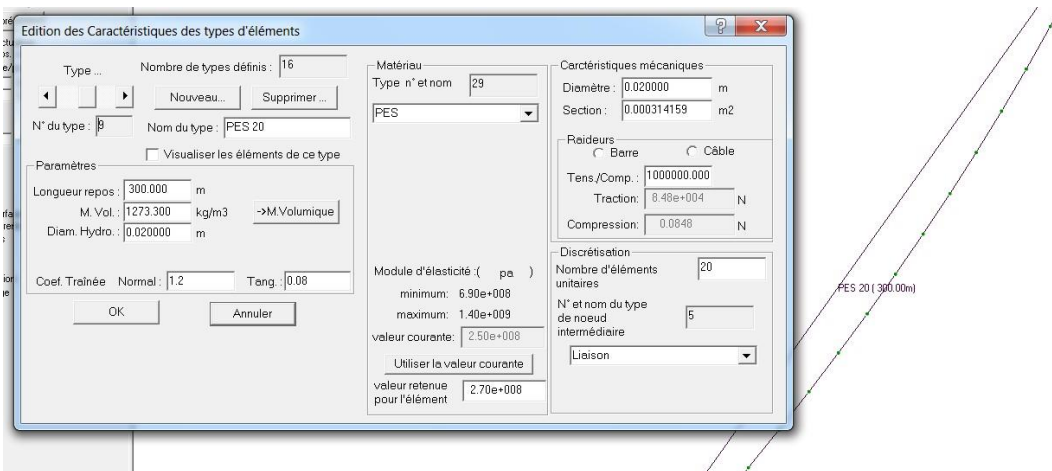 Edition des Caractéristiques des types d'éléments
Type ...
Nombre de types définis : 16
Nouveau...
Supprimer ...
N° du type : 9
Nom du type : PES 20
Visualiser les éléments de ce type
Paramètres
Longueur repos : 300.000 m
M. Vol. : 1273.300 kg/m3
->M.Volumique
Diam. Hydro. : 0.020000 m
Coef. Traînée Normal : 1.2 Tang. : 0.08
OK
Annuler
Matériau
Type n° et nom 29
PES
Module d'élasticité :( pa )
minimum: 6.90e+008
maximum: 1.40e+009
valeur courante: 2.50e+008
Utiliser la valeur courante
valeur retenue
pour l'élément 2.70e+008
Carctéristiques mécaniques
Diamètre : 0.020000 m
Section : 0.000314159 m2
Raideurs
Barre Câble
Tens./Comp. : 1000000.000
Traction: 8.48e+004 N
Compression: 0.0848 N
Discrétisation
Nombre d'éléments
unitaires 20
N° et nom du type
de noeud
intermédiaire 5
Liaison
PES 20 ( 300.00m)